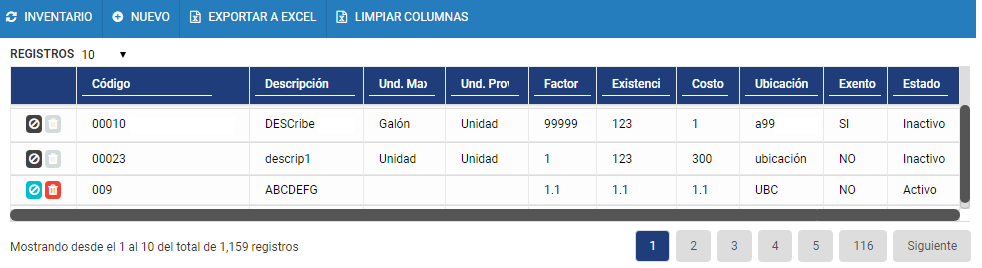 INVENTARIO NUEVO EXPORTAR A EXCEL LIMPIAR COLUMNAS
REGISTROS 10
Código Descripción Und. Max Und. Prov Factor Existenci Costo Ubicación Exento Estado
00010 DESCribe Galón Unidad 99999 123 1 a99 SI Inactivo
00023 descrip1 Unidad Unidad 1 123 300 ubicación NO Inactivo
009 ABCDEFG 1.1 1.1 1.1 UBC NO Activo
Mostrando desde el 1 al 10 del total de 1,159 registros 1 2 3 4 5 116 Siguiente